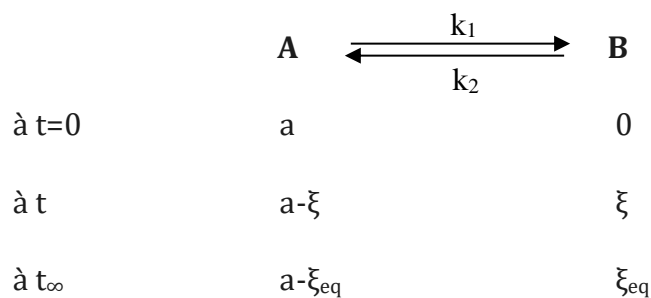 k₁
A B
k₂
à t=0 a 0
à t a-ξ ξ
à t∞ a-ξeq ξeq